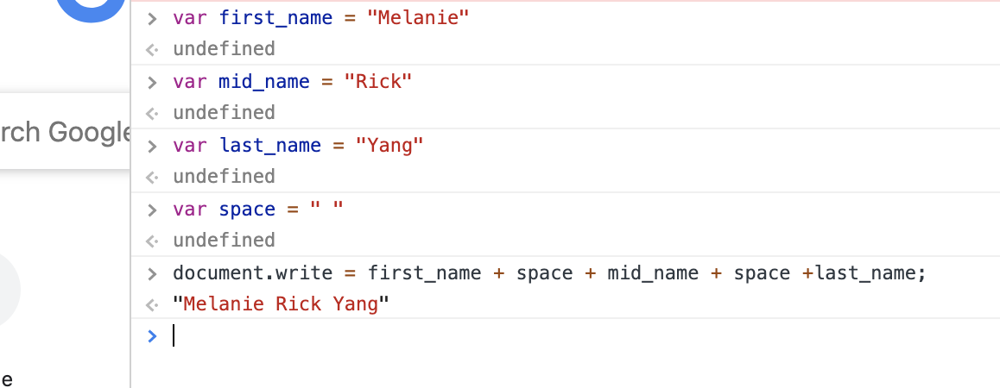 var first_name = "Melanie"
undefined
var mid_name = "Rick"
undefined
rch Google
var last_name = "Yang"
undefined
var space = " "
undefined
document.write = first_name + space + mid_name + space +last_name;
"Melanie Rick Yang"
e